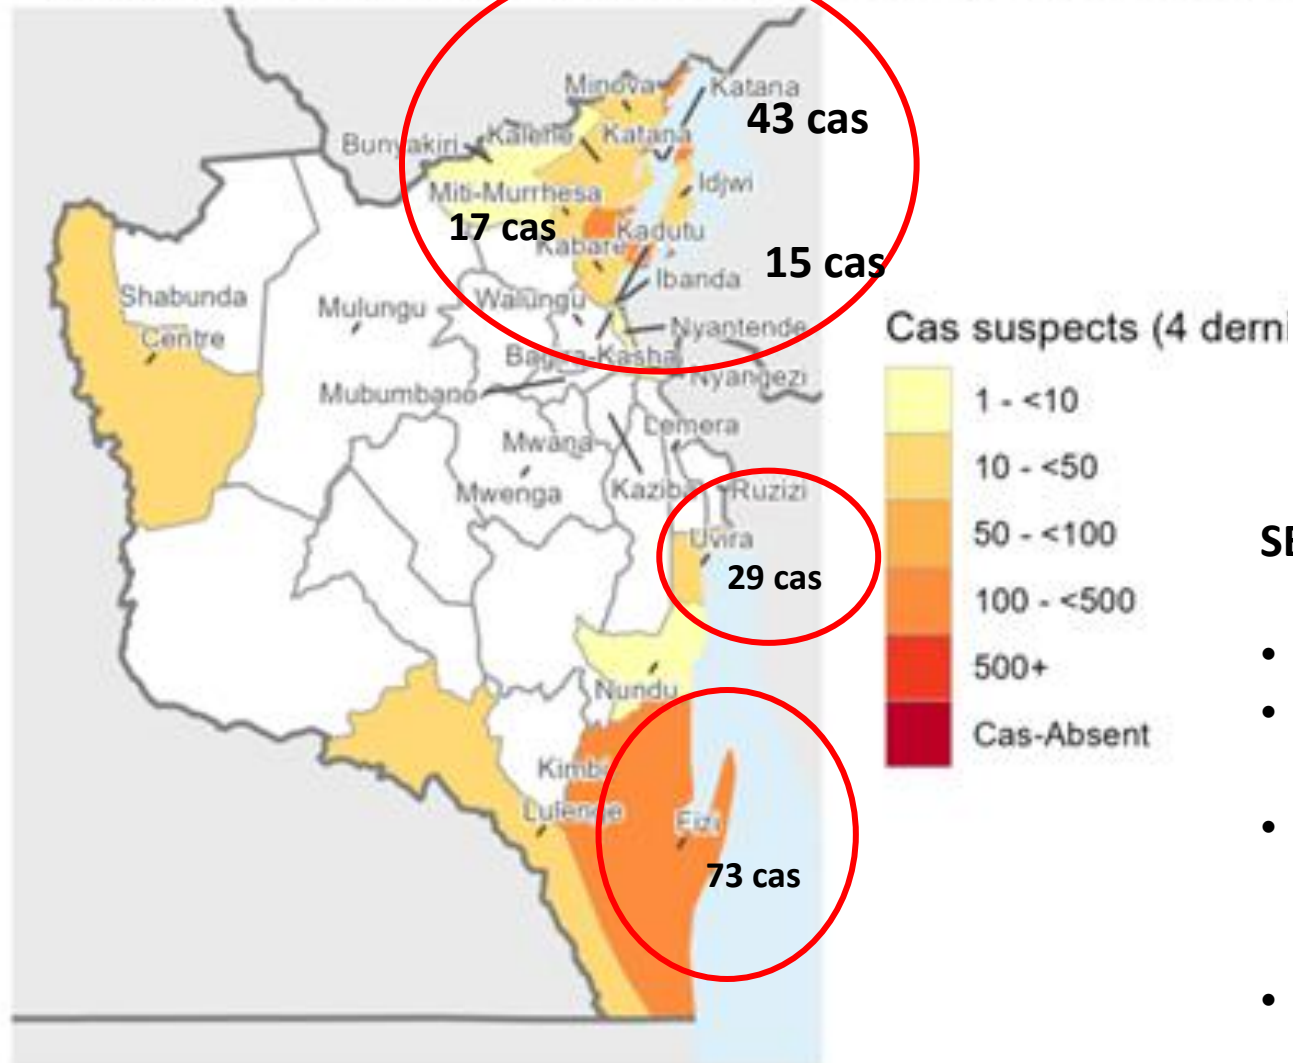 Minova
Katana
43 cas
Bunyakiri
Kalehe
Katana
Miti-Murrhesa
Idjwi
17 cas
Kadutu
Kabare
15 cas
Ibanda
Shabunda
Centre
Mulungu
Walungu
Nyantende
Bagira-Kasha
Nyangezi
Mubumbano
Lemera
Mwana
Mwenga
Kaziba
Ruzizi
Uvira
29 cas
Nundu
Kimbi
Lulenge
Fizi
73 cas
Cas suspects (4 derni
1 - <10
10 - <50
50 - <100
100 - <500
500+
Cas-Absent
SE